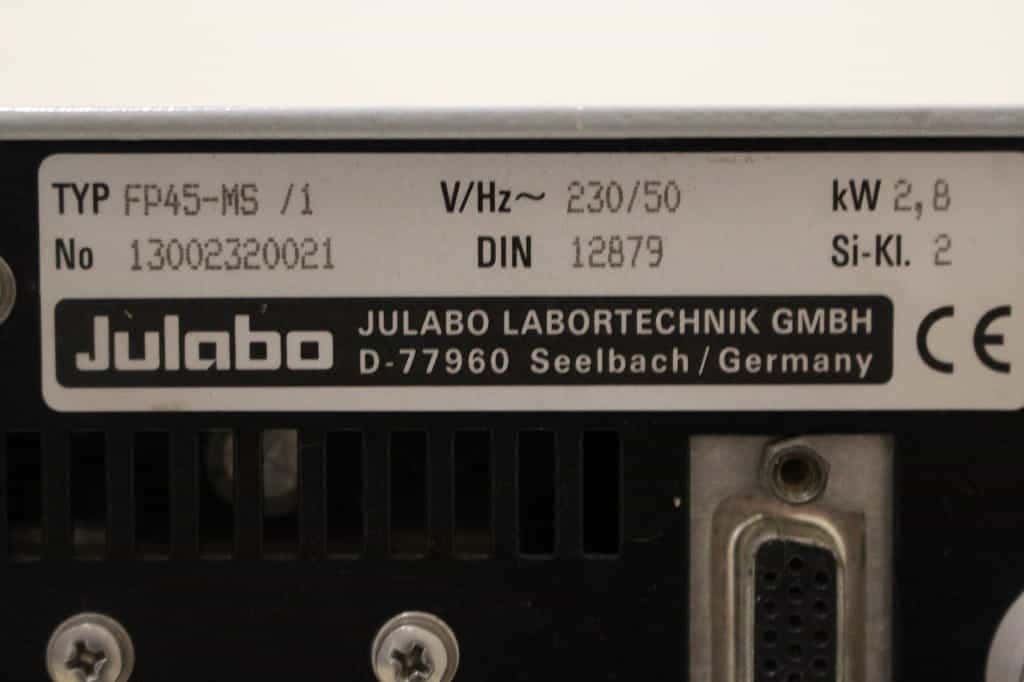 TYP FP45-MS /1 V/Hz~ 230/50 kW 2,8
No 13002320021 DIN 12879 Si-Kl. 2
Julabo JULABO LABORTECHNIK GMBH
D-77960 Seelbach/Germany CE